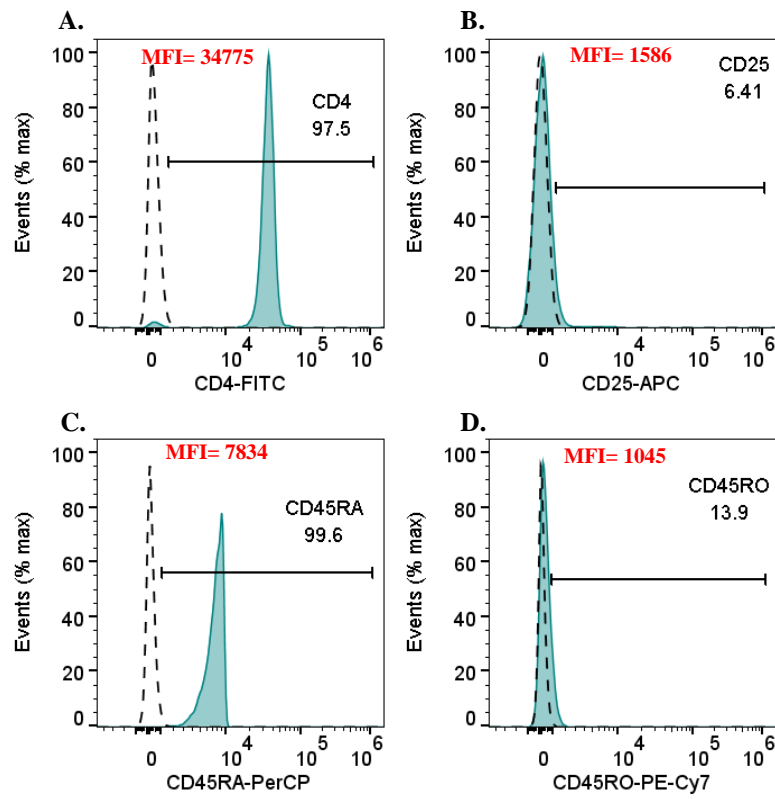 A.
MFI= 34775
CD4
97.5
Events (% max)
100
80
60
40
20
0
0 10^4 10^5 10^6
CD4-FITC
B.
MFI= 1586
CD25
6.41
Events (% max)
100
80
60
40
20
0
0 10^4 10^5 10^6
CD25-APC
C.
MFI= 7834
CD45RA
99.6
Events (% max)
100
80
60
40
20
0
0 10^4 10^5 10^6
CD45RA-PerCP
D.
MFI= 1045
CD45RO
13.9
Events (% max)
100
80
60
40
20
0
0 10^4 10^5 10^6
CD45RO-PE-Cy7